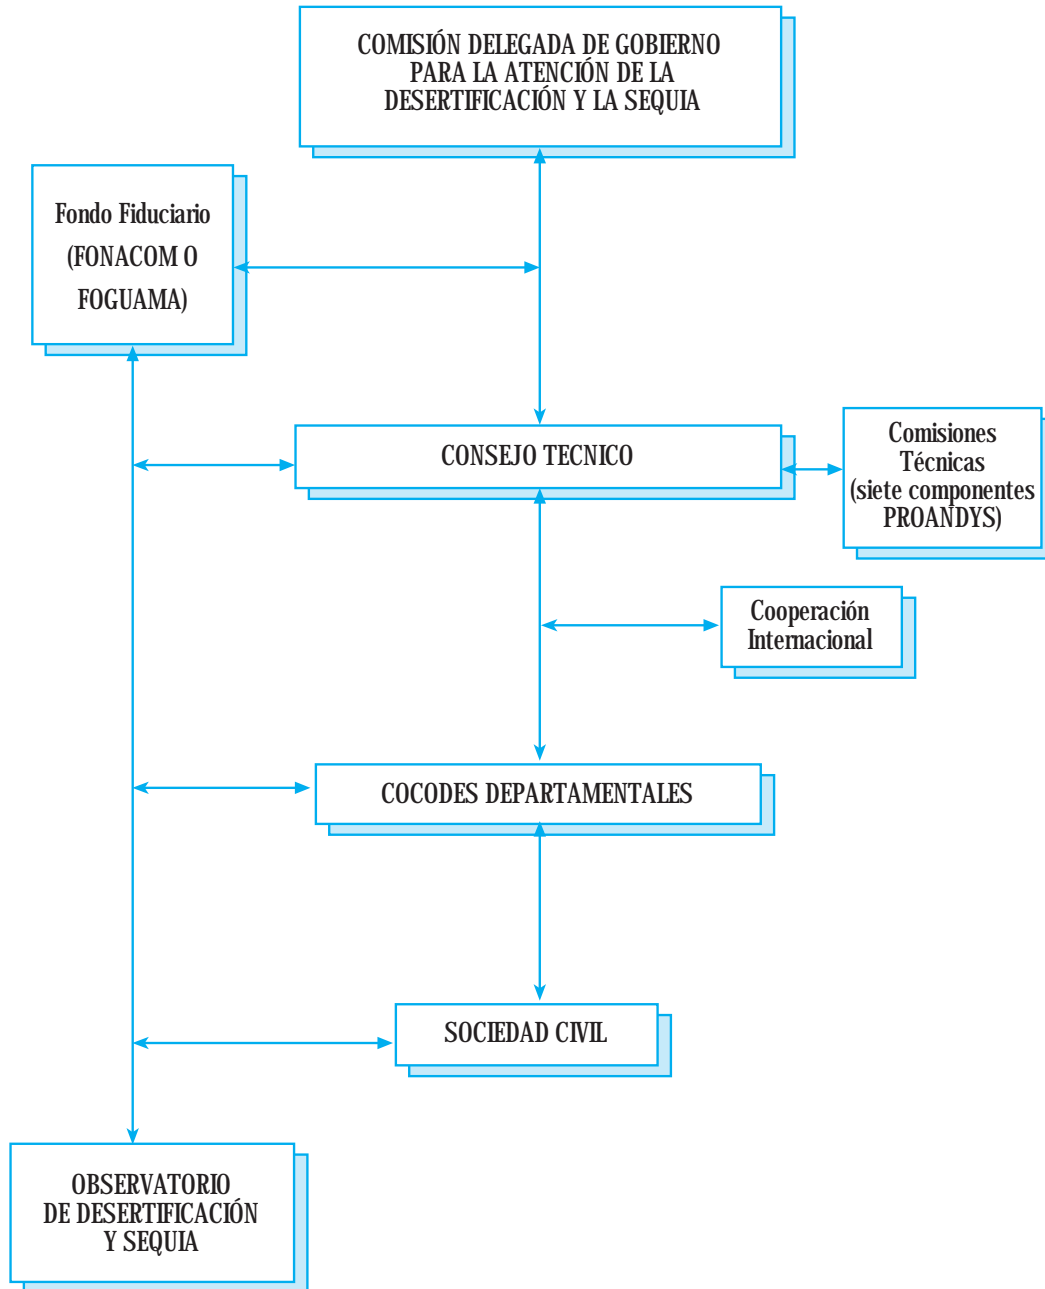 COMISIÓN DELEGADA DE GOBIERNO
PARA LA ATENCIÓN DE LA
DESERTIFICACIÓN Y LA SEQUIA
Fondo Fiduciario
(FONACOM O
FOGUAMA)
CONSEJO TECNICO
Comisiones
Técnicas
(siete componentes
PROANDYS)
Cooperación
Internacional
COCODES DEPARTAMENTALES
SOCIEDAD CIVIL
OBSERVATORIO
DE DESERTIFICACIÓN
Y SEQUIA